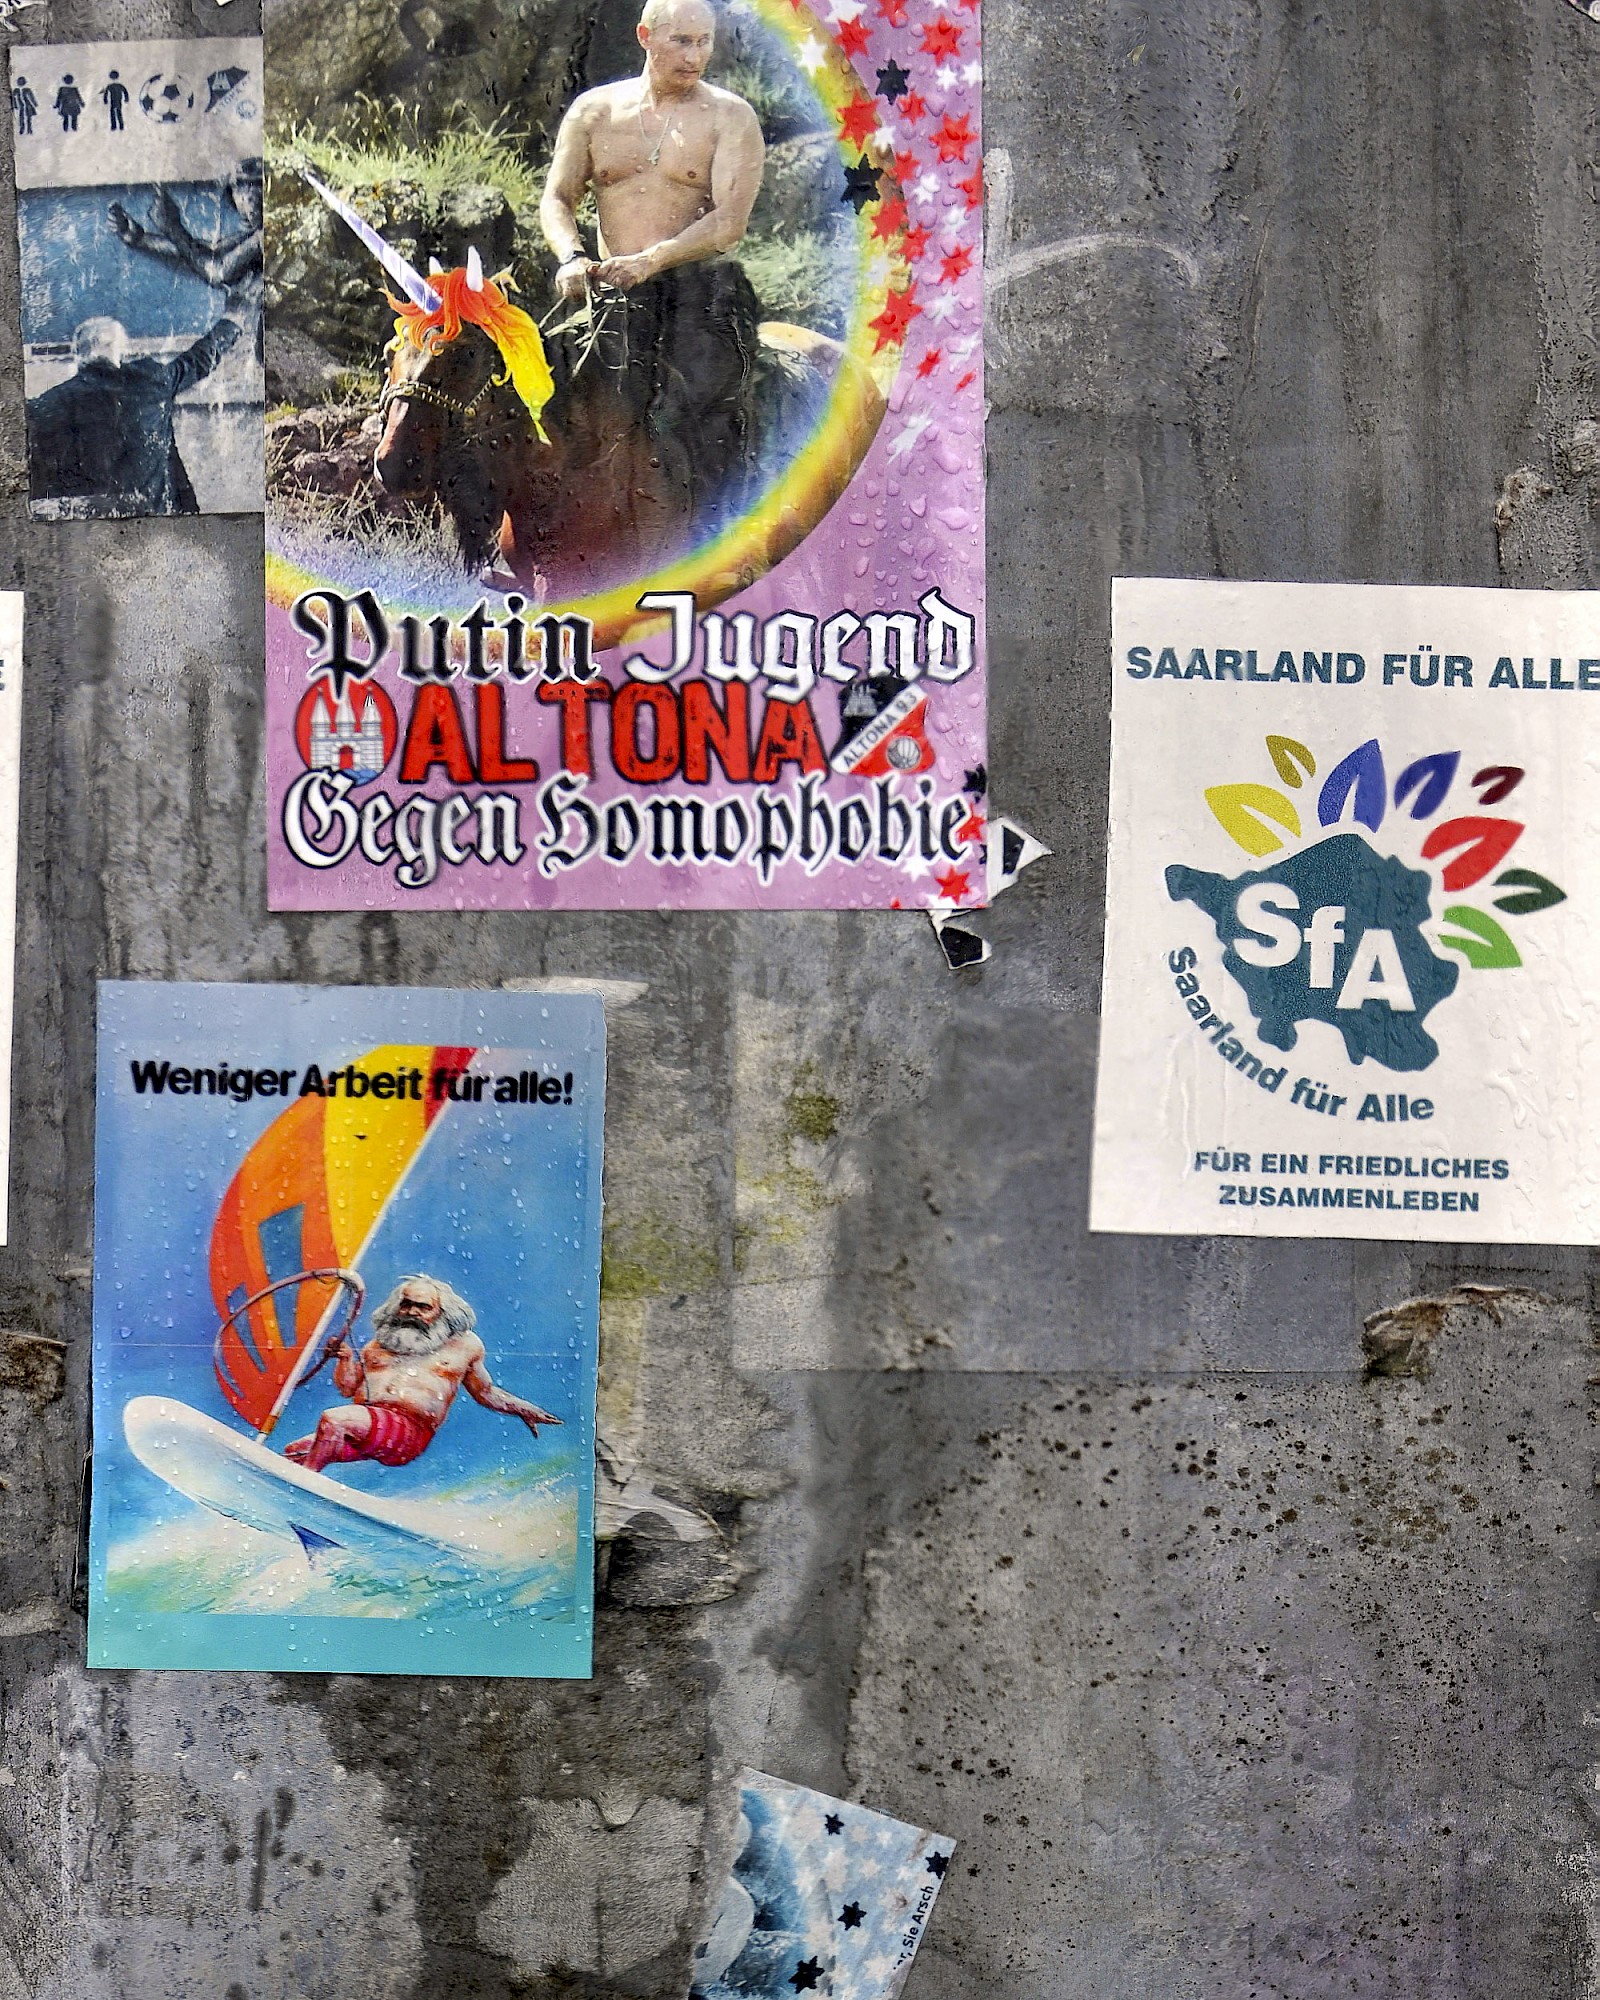 Putin Jugend
ALTONA
ALTONA 93
Gegen Homophobie
SAARLAND FÜR ALLE
SfA
Saarland für Alle
FÜR EIN FRIEDLICHES
ZUSAMMENLEBEN
Weniger Arbeit für alle!
Sie Arsch